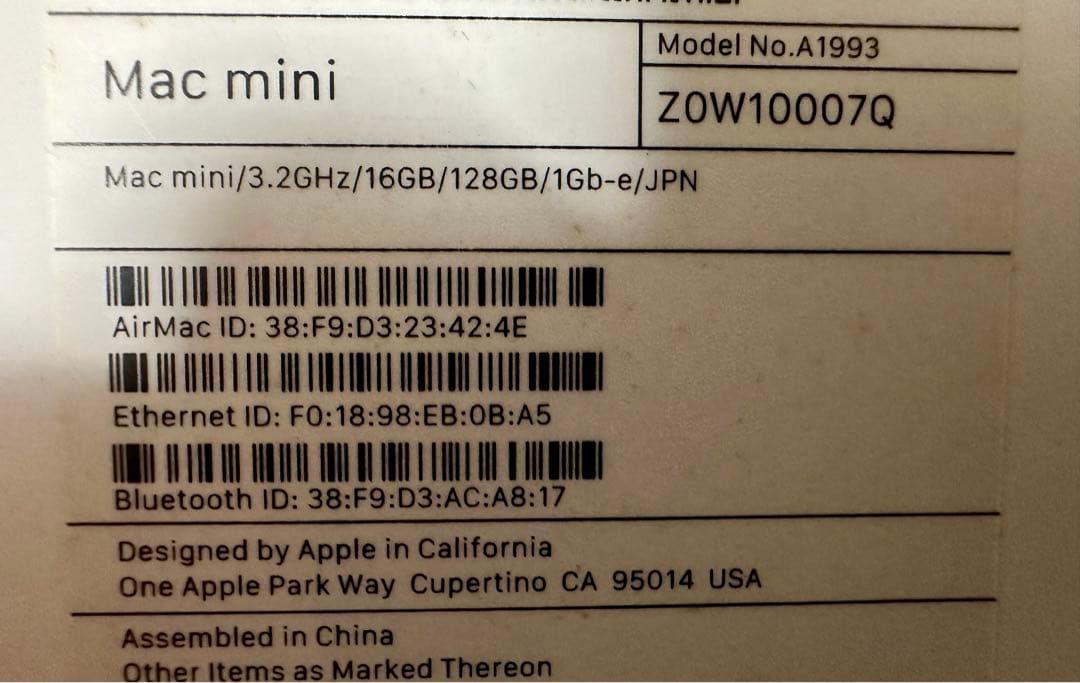 Mac mini
Model No.A1993
Z0W10007Q
Mac mini/3.2GHz/16GB/128GB/1Gb-e/JPN
AirMac ID: 38:F9:D3:23:42:4E
Ethernet ID: F0:18:98:EB:0B:A5
Bluetooth ID: 38:F9:D3:AC:A8:17
Designed by Apple in California
One Apple Park Way Cupertino CA 95014 USA
Assembled in China
Other Items as Marked Thereon